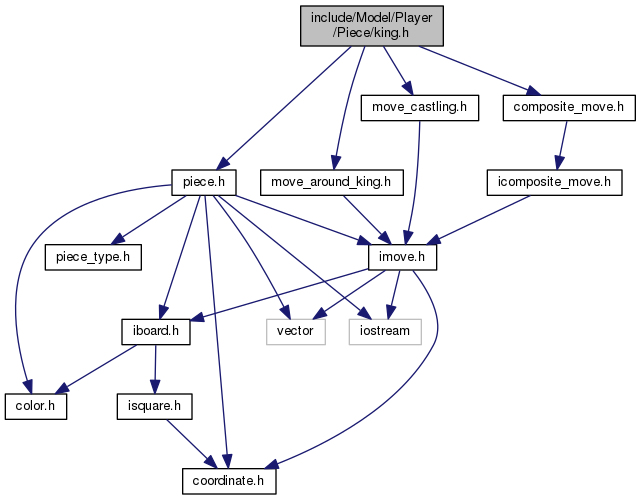 include/Model/Player
/Piece/king.h
move_castling.h
composite_move.h
piece.h
move_around_king.h
icomposite_move.h
piece_type.h
imove.h
iboard.h
vector
iostream
color.h
isquare.h
coordinate.h